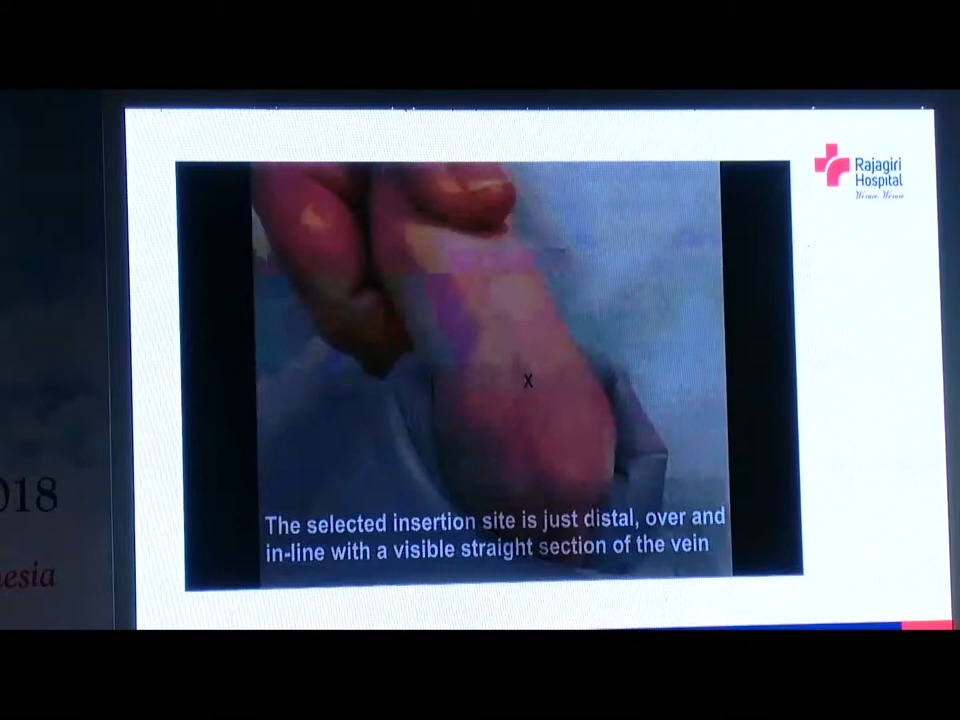 Rajagiri
Hospital
X
The selected insertion site is just distal, over and
in-line with a visible straight section of the vein
018
nesia